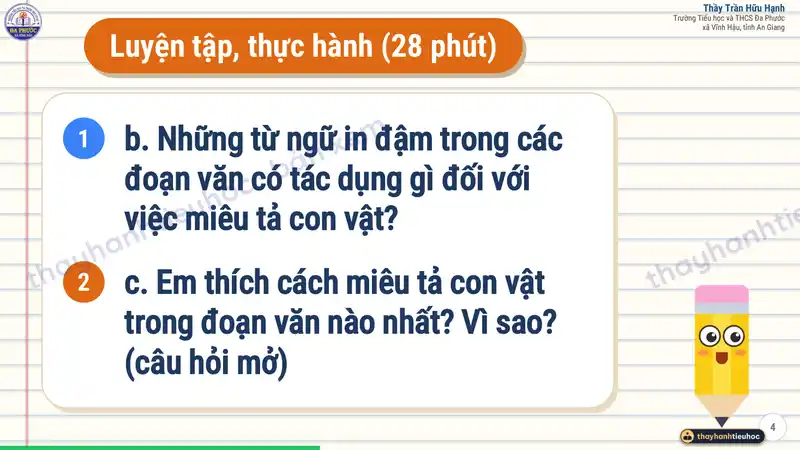 Thầy Trần Hữu Hạnh
Trường Tiểu học và THCS Đa Phước
xã Vĩnh Hậu, tỉnh An Giang
ĐA PHƯỚC
Luyện tập, thực hành (28 phút)
1
b. Những từ ngữ in đậm trong các
đoạn văn có tác dụng gì đối với
việc miêu tả con vật?
2
c. Em thích cách miêu tả con vật
trong đoạn văn nào nhất? Vì sao?
(câu hỏi mở)
4
thayhanhtieuhoc